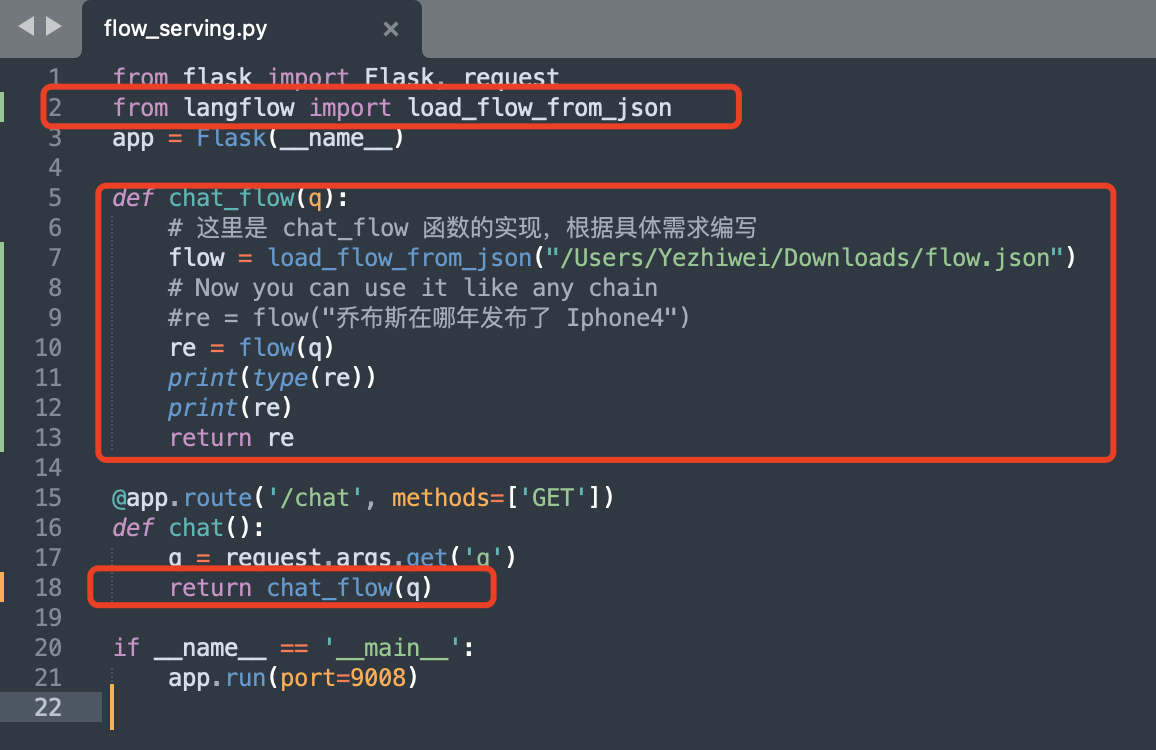 flow_serving.py
1 from flask import Flask, request
2 from langflow import load_flow_from_json
3 app = Flask(__name__)
4
5 def chat_flow(q):
6 # 这里是 chat_flow 函数的实现，根据具体需求编写
7 flow = load_flow_from_json("/Users/Yezhiwei/Downloads/flow.json")
8 # Now you can use it like any chain
9 #re = flow("乔布斯在哪年发布了 Iphone4")
10 re = flow(q)
11 print(type(re))
12 print(re)
13 return re
14
15 @app.route('/chat', methods=['GET'])
16 def chat():
17 q = request.args.get('q')
18 return chat_flow(q)
19
20 if __name__ == '__main__':
21 app.run(port=9008)
22